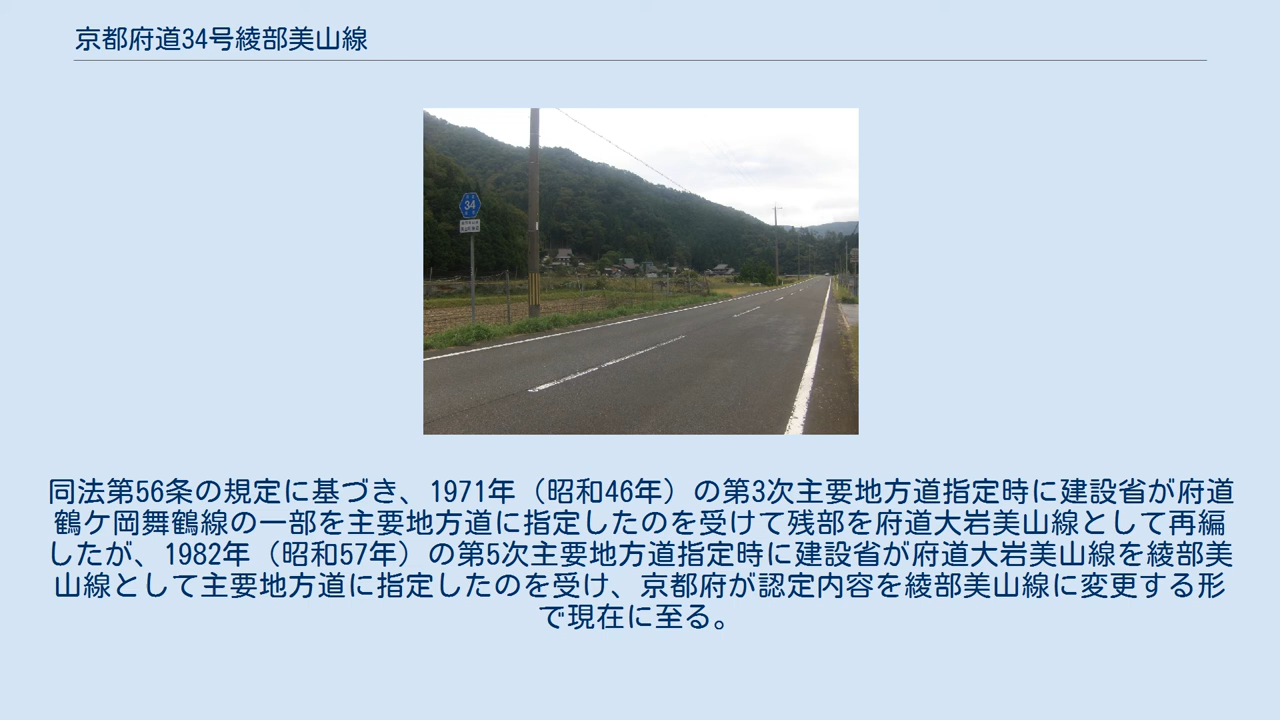 京都府道34号綾部美山線
34
同法第56条の規定に基づき、1971年（昭和46年）の第3次主要地方道指定時に建設省が府道
鶴ケ岡舞鶴線の一部を主要地方道に指定したのを受けて残部を府道大岩美山線として再編
したが、1982年（昭和57年）の第5次主要地方道指定時に建設省が府道大岩美山線を綾部美
山線として主要地方道に指定したのを受け、京都府が認定内容を綾部美山線に変更する形
で現在に至る。